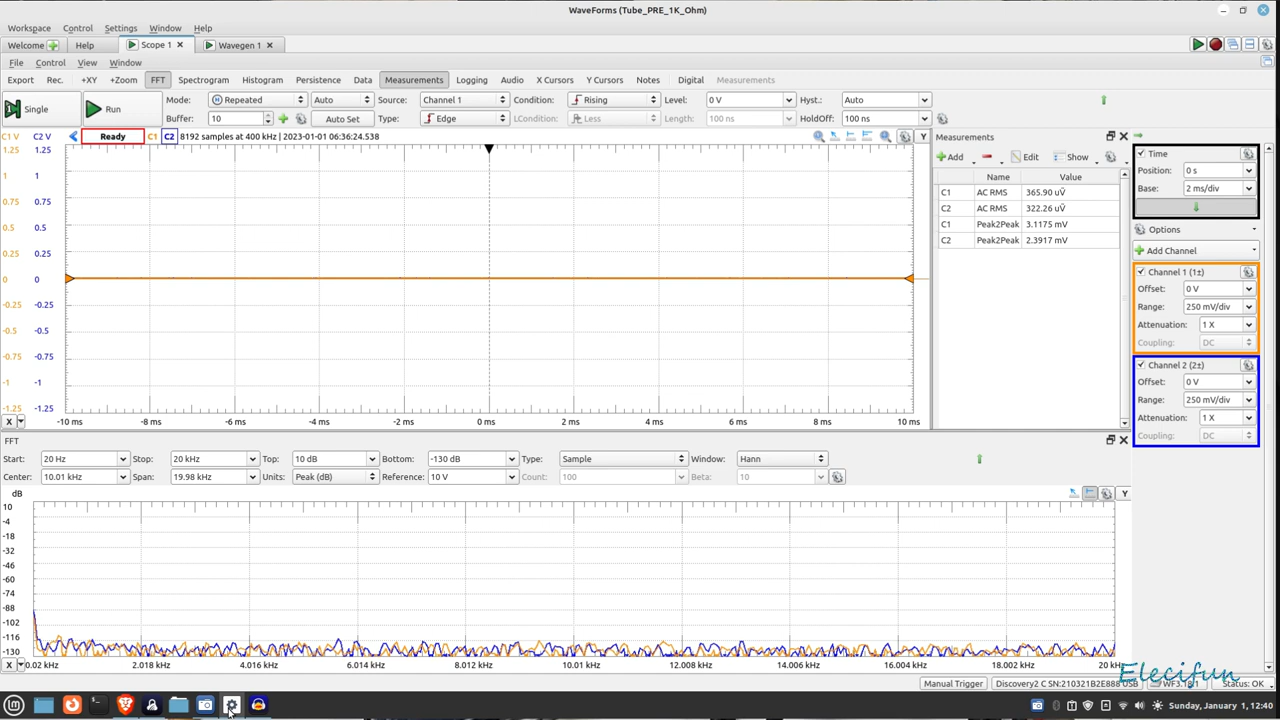 WaveForms (Tube_PRE_1K_Ohm)
Workspace Control Settings Window Help
Welcome Help Scope 1 Wavegen 1
File Control View Window
Export Rec. +XY +Zoom FFT Spectrogram Histogram Persistence Data Measurements Logging Audio X Cursors Y Cursors Notes Digital Measurements
Single Run Mode: Repeated Auto Source: Channel 1 Condition: Rising Level: 0 V Hyst.: Auto
Buffer: 10 Auto Set Type: Edge LCondition: Less Length: 100 ns HoldOff: 100 ns
C1 V C2 V Ready C1 C2 8192 samples at 400 kHz | 2023-01-01 06:36:24.538 Y
1.25 1.25
1 1
0.75 0.75
0.5 0.5
0.25 0.25
0 0
-0.25 -0.25
-0.5 -0.5
-0.75 -0.75
-1 -1
-1.25 -1.25
X -10 ms -8 ms -6 ms -4 ms -2 ms 0 ms 2 ms 4 ms 6 ms 8 ms 10 ms
Measurements
Add Edit Show
Name Value
C1 AC RMS 365.90 uṼ
C2 AC RMS 322.26 uṼ
C1 Peak2Peak 3.1175 mV
C2 Peak2Peak 2.3917 mV
Time
Position: 0 s
Base: 2 ms/div
Options
Add Channel
Channel 1 (1±)
Offset: 0 V
Range: 250 mV/div
Attenuation: 1 X
Coupling: DC
Channel 2 (2±)
Offset: 0 V
Range: 250 mV/div
Attenuation: 1 X
Coupling: DC
FFT
Start: 20 Hz Stop: 20 kHz Top: 10 dB Bottom: -130 dB Type: Sample Window: Hann
Center: 10.01 kHz Span: 19.98 kHz Units: Peak (dB) Reference: 10 V Count: 100 Beta: 10
dB Y
10
-4
-18
-32
-46
-60
-74
-88
-102
-116
-130
X 0.02 kHz 2.018 kHz 4.016 kHz 6.014 kHz 8.012 kHz 10.01 kHz 12.008 kHz 14.006 kHz 16.004 kHz 18.002 kHz 20 k
Elecifun
Manual Trigger Discovery2 C SN:210321B2E888 USB WF3.18.1 Status: OK
Sunday, January 1, 12:40